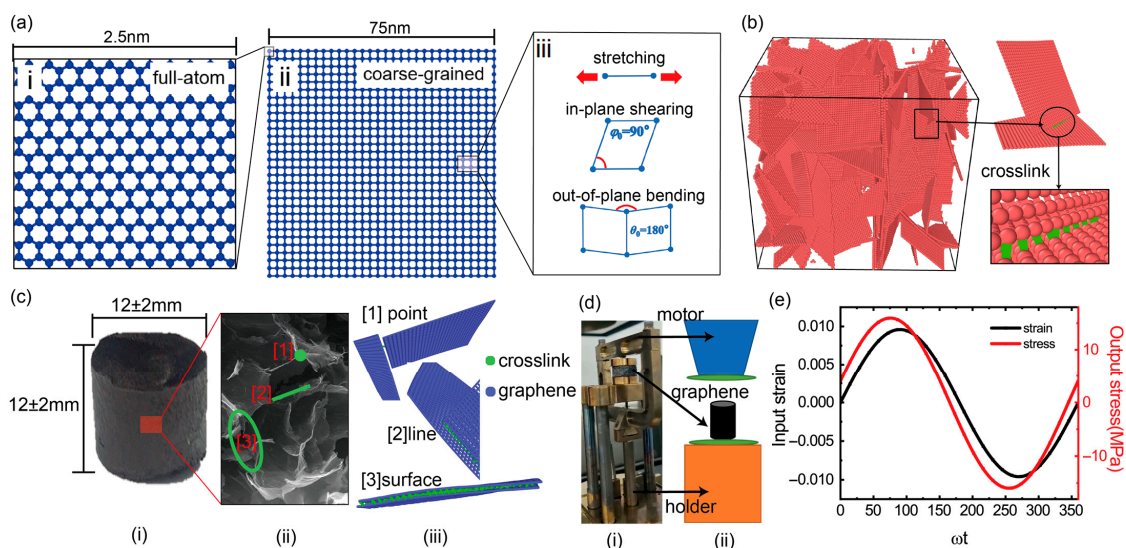 (a)
2.5nm
i
full-atom
75nm
ii
coarse-grained
iii
stretching
in-plane shearing
φ₀=90°
out-of-plane bending
θ₀=180°
(b)
crosslink
(c)
12±2mm
12±2mm
(i)
[1]
[2]
[3]
(ii)
[1] point
crosslink
graphene
[2]line
[3]surface
(iii)
(d)
motor
graphene
holder
(i)
(ii)
(e)
strain
stress
Input strain
0.010
0.005
0.000
−0.005
−0.010
Output stress(MPa)
10
0
−10
0 50 100 150 200 250 300 350
ωt